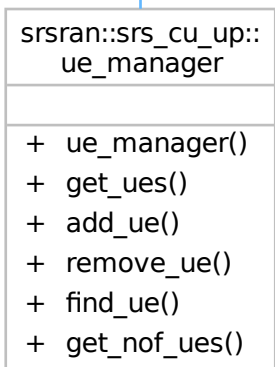 srsran::srs_cu_up::
ue_manager
+ ue_manager()
+ get_ues()
+ add_ue()
+ remove_ue()
+ find_ue()
+ get_nof_ues()